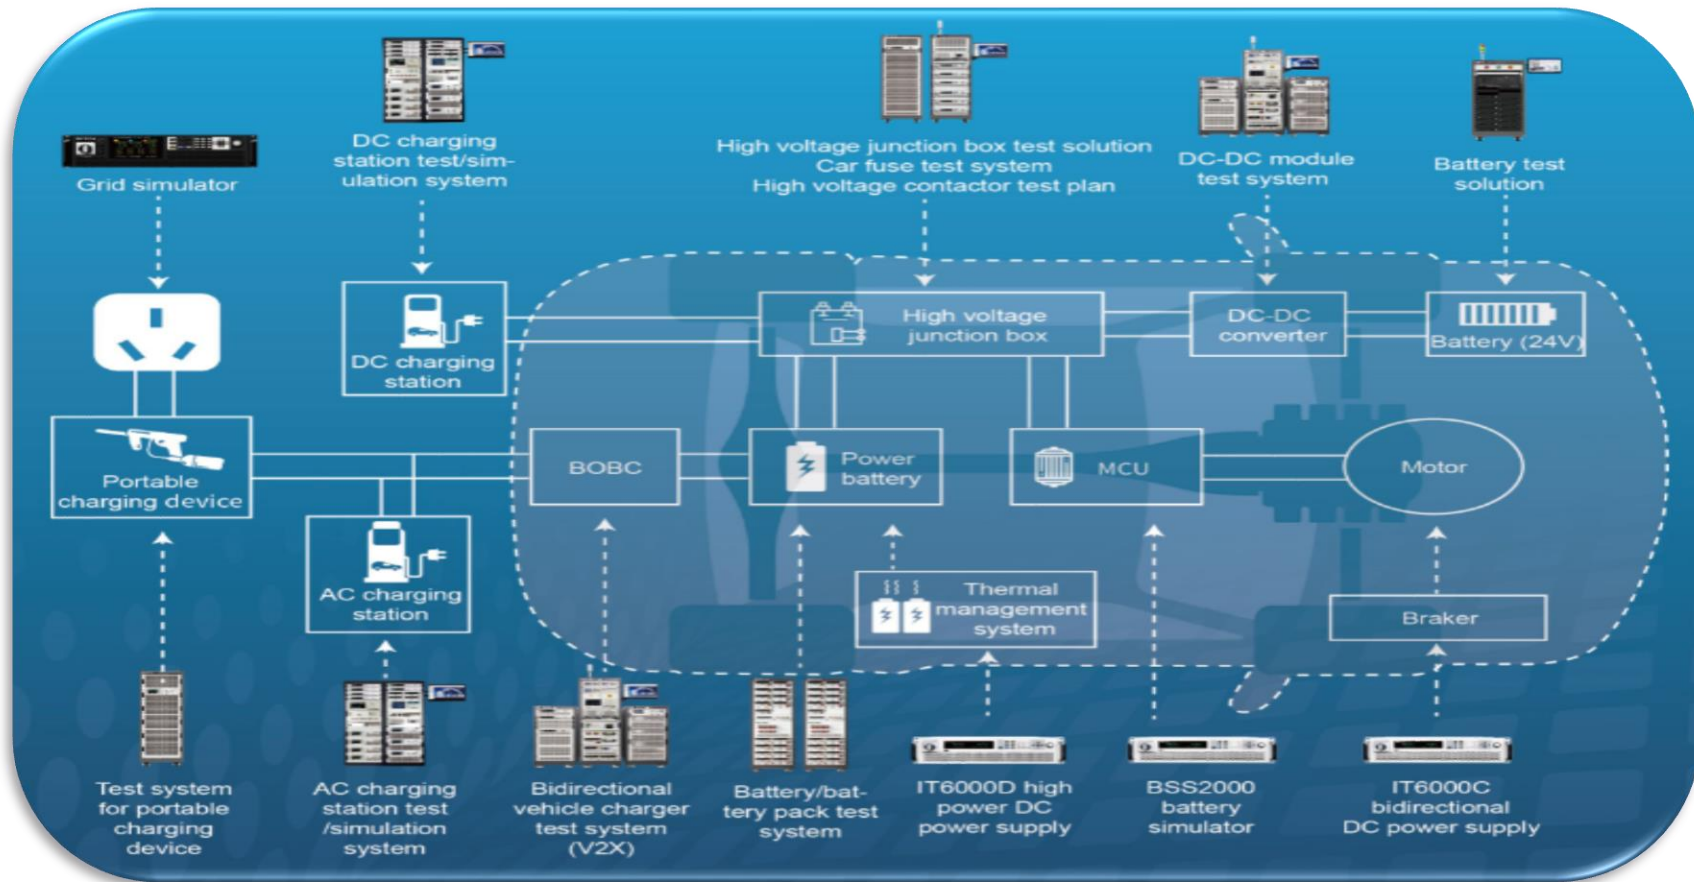 Grid simulator
DC charging
station test/sim-
ulation system
High voltage junction box test solution
Car fuse test system
High voltage contactor test plan
DC-DC module
test system
Battery test
solution
DC charging
station
High voltage
junction box
DC-DC
converter
Battery (24V)
Portable
charging device
BOBC
Power
battery
MCU
Motor
AC charging
station
Thermal
management
system
Braker
Test system
for portable
charging
device
AC charging
station test
/simulation
system
Bidirectional
vehicle charger
test system
(V2X)
Battery/bat-
tery pack test
system
IT6000D high
power DC
power supply
BSS2000
battery
simulator
IT6000C
bidirectional
DC power supply